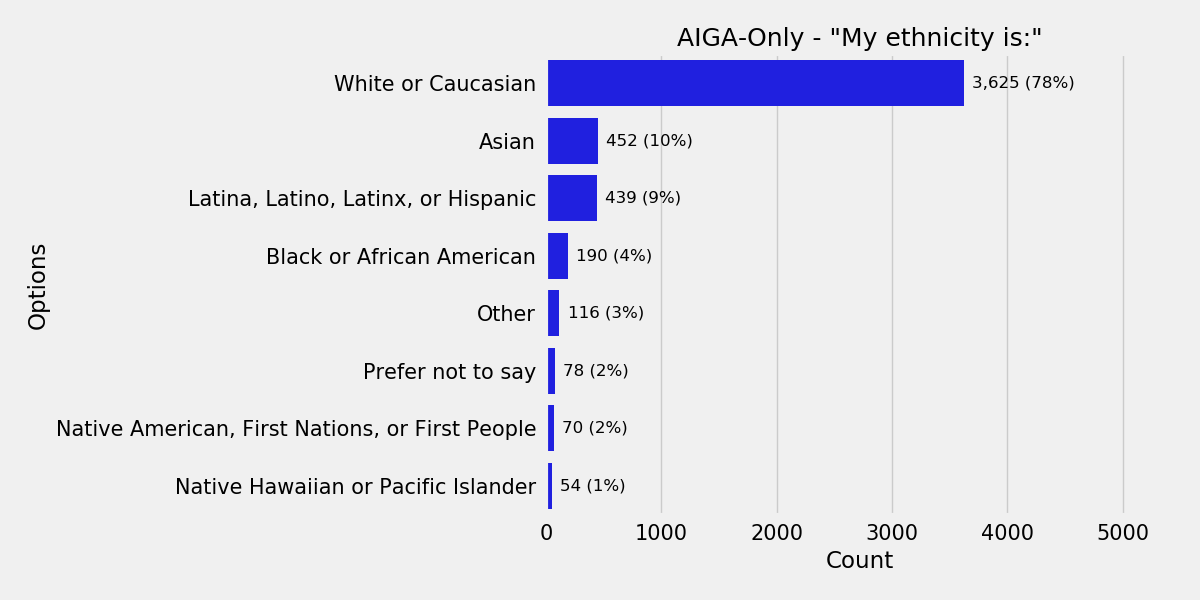 AIGA-Only - "My ethnicity is:"
White or Caucasian 3,625 (78%)
Asian 452 (10%)
Latina, Latino, Latinx, or Hispanic 439 (9%)
Black or African American 190 (4%)
Other 116 (3%)
Prefer not to say 78 (2%)
Native American, First Nations, or First People 70 (2%)
Native Hawaiian or Pacific Islander 54 (1%)
Options
0 1000 2000 3000 4000 5000
Count